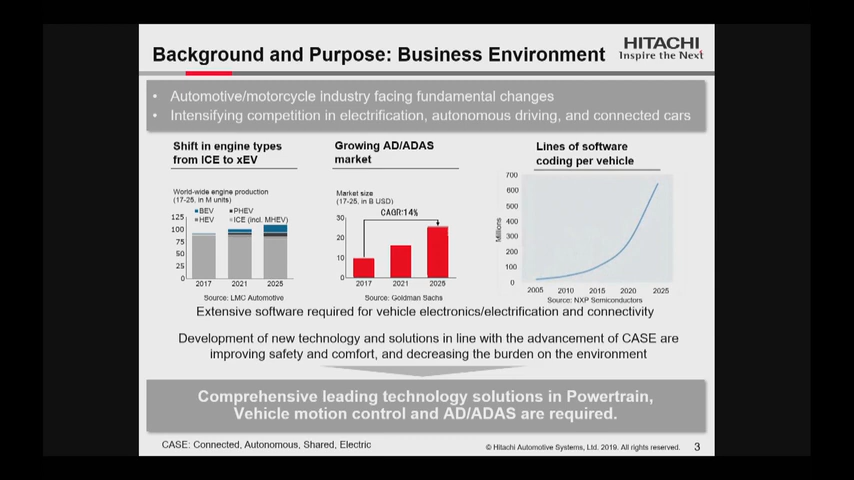 Background and Purpose: Business Environment
HITACHI
Inspire the Next
• Automotive/motorcycle industry facing fundamental changes
• Intensifying competition in electrification, autonomous driving, and connected cars
Shift in engine types
from ICE to xEV
World-wide engine production
(17-25, in M units)
BEV PHEV
HEV ICE (incl. MHEV)
125
100
75
50
25
0
2017 2021 2025
Source: LMC Automotive
Growing AD/ADAS
market
Market size
(17-25, in B USD)
CAGR:14%
30
20
10
0
2017 2021 2025
Source: Goldman Sachs
Lines of software
coding per vehicle
700
600
500
400
300
200
100
0
Millions
2005 2010 2015 2020 2025
Source: NXP Semiconductors
Extensive software required for vehicle electronics/electrification and connectivity
Development of new technology and solutions in line with the advancement of CASE are
improving safety and comfort, and decreasing the burden on the environment
Comprehensive leading technology solutions in Powertrain,
Vehicle motion control and AD/ADAS are required.
CASE: Connected, Autonomous, Shared, Electric
© Hitachi Automotive Systems, Ltd. 2019. All rights reserved. 3